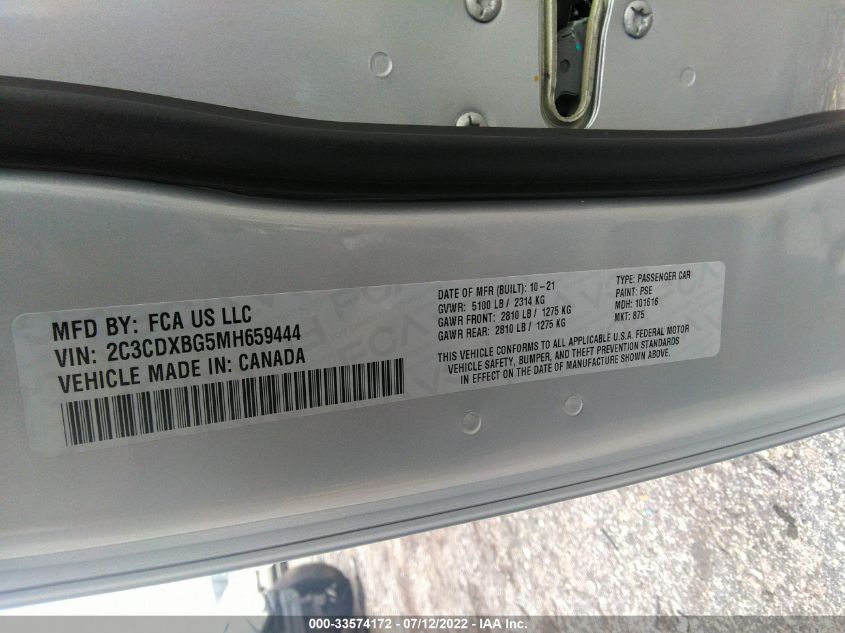 MFD BY: FCA US LLC
VIN: 2C3CDXBG5MH659444
VEHICLE MADE IN: CANADA
DATE OF MFR (BUILT): 10-21
GVWR: 5100 LB / 2314 KG
GAWR FRONT: 2810 LB / 1275 KG
GAWR REAR: 2810 LB / 1275 KG
TYPE: PASSENGER CAR
PAINT: PSE
MDH: 101616
MKT: 875
THIS VEHICLE CONFORMS TO ALL APPLICABLE U.S.A. FEDERAL MOTOR
VEHICLE SAFETY, BUMPER, AND THEFT PREVENTION STANDARDS
IN EFFECT ON THE DATE OF MANUFACTURE SHOWN ABOVE.
000-33574172 - 07/12/2022 - IAA Inc.